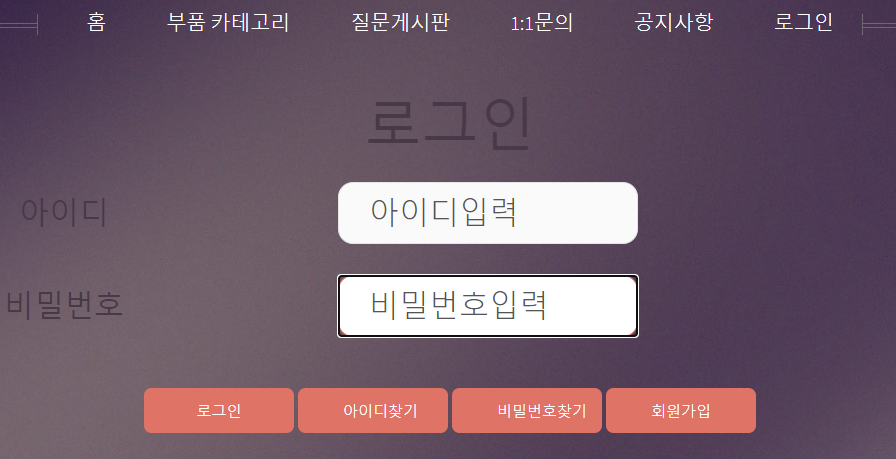 홈 부품 카테고리 질문게시판 1:1문의 공지사항 로그인
로그인
아이디 아이디입력
비밀번호 비밀번호입력
로그인 아이디찾기 비밀번호찾기 회원가입